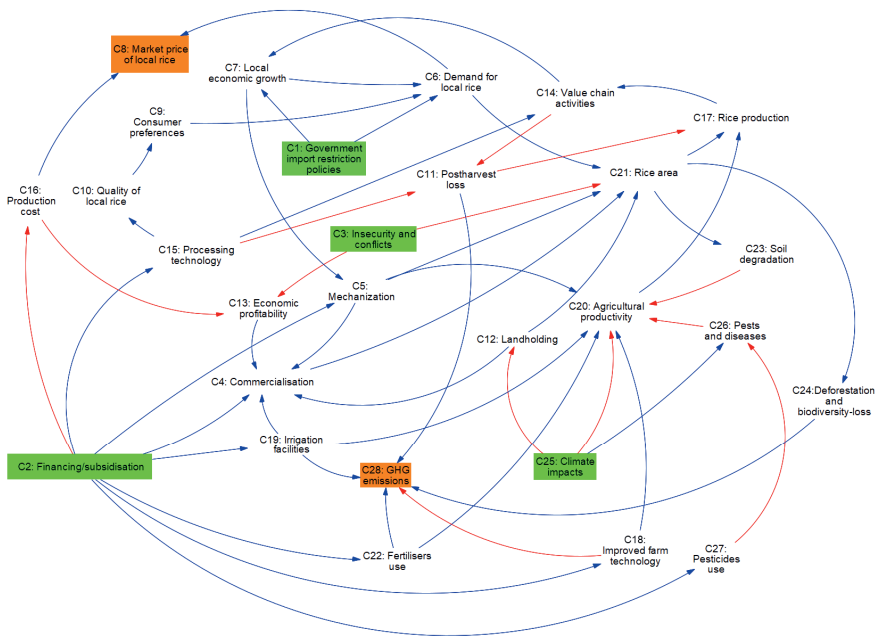 C8: Market price
of local rice
C7: Local
economic growth
C6: Demand for
local rice
C14: Value chain
activities
C9:
Consumer
preferences
C17: Rice production
C1: Government
import restriction
policies
C11: Postharvest
loss
C21: Rice area
C16:
Production
cost
C10: Quality of
local rice
C3: Insecurity and
conflicts
C15: Processing
technology
C23: Soil
degradation
C5:
Mechanization
C13: Economic
profitability
C20: Agricultural
productivity
C26: Pests
and diseases
C12: Landholding
C4: Commercialisation
C24:Deforestation
and
biodiversity-loss
C19: Irrigation
facilities
C2: Financing/subsidisation
C28: GHG
emissions
C25: Climate
impacts
C22: Fertilisers
use
C18:
Improved farm
technology
C27:
Pesticides
use